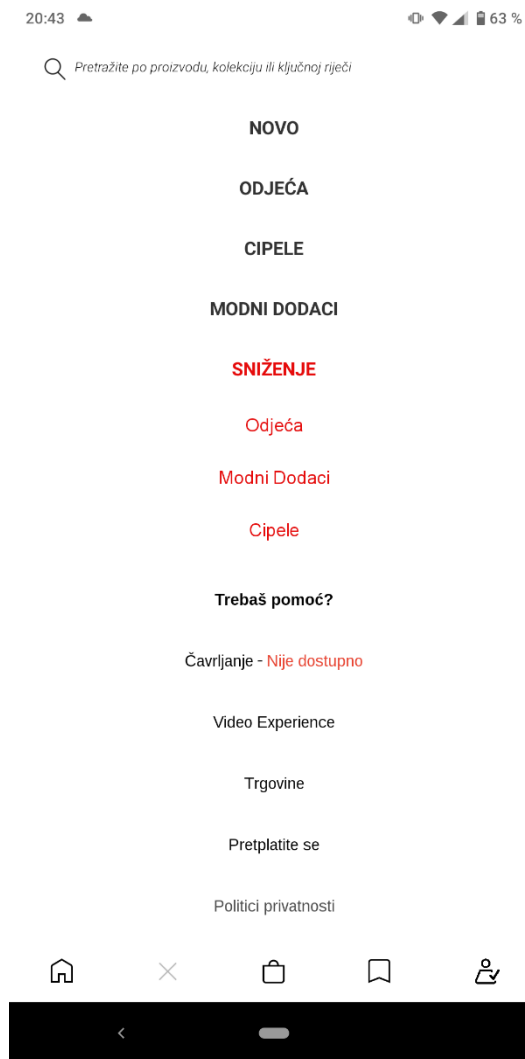 20:43
63 %
Pretražite po proizvodu, kolekciju ili ključnoj riječi
NOVO
ODJEĆA
CIPELE
MODNI DODACI
SNIŽENJE
Odjeća
Modni Dodaci
Cipele
Trebaš pomoć?
Čavrljanje - Nije dostupno
Video Experience
Trgovine
Pretplatite se
Politici privatnosti